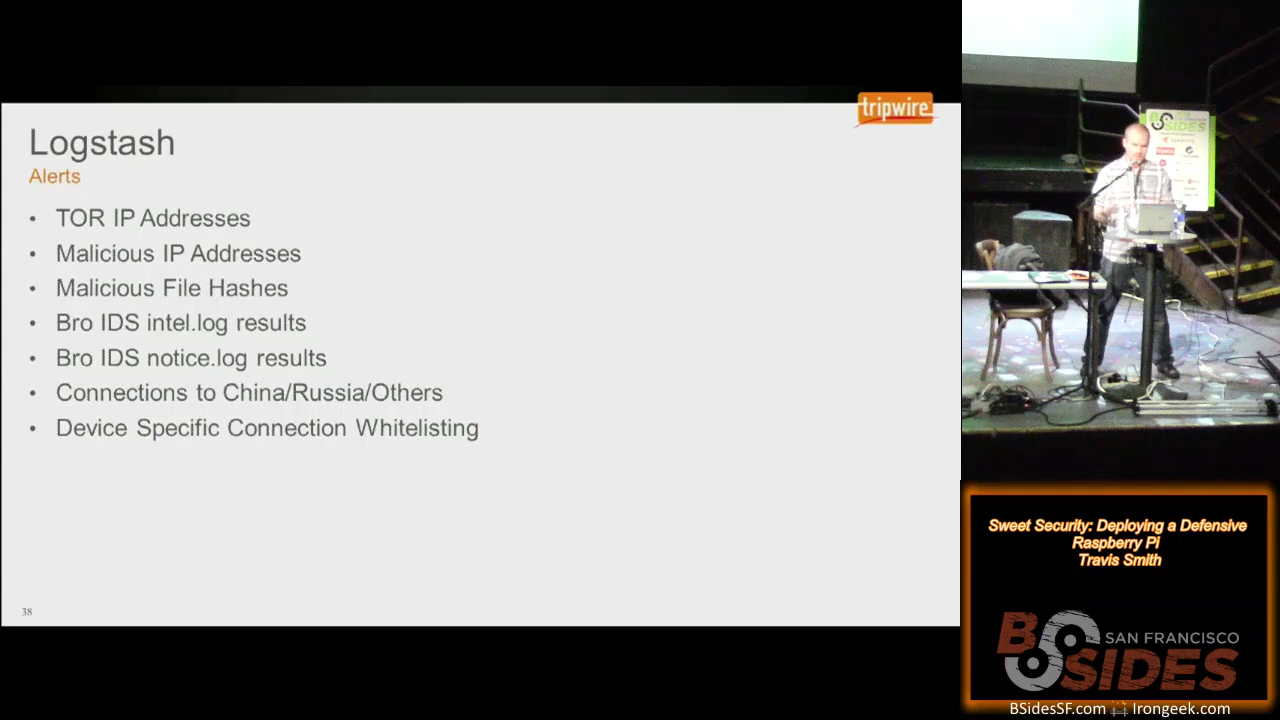 tripwire
Logstash
Alerts
• TOR IP Addresses
• Malicious IP Addresses
• Malicious File Hashes
• Bro IDS intel.log results
• Bro IDS notice.log results
• Connections to China/Russia/Others
• Device Specific Connection Whitelisting
38
BSIDES
Sweet Security: Deploying a Defensive
Raspberry Pi
Travis Smith
BSIDES
SAN FRANCISCO
BSidesSF.com
Irongeek.com